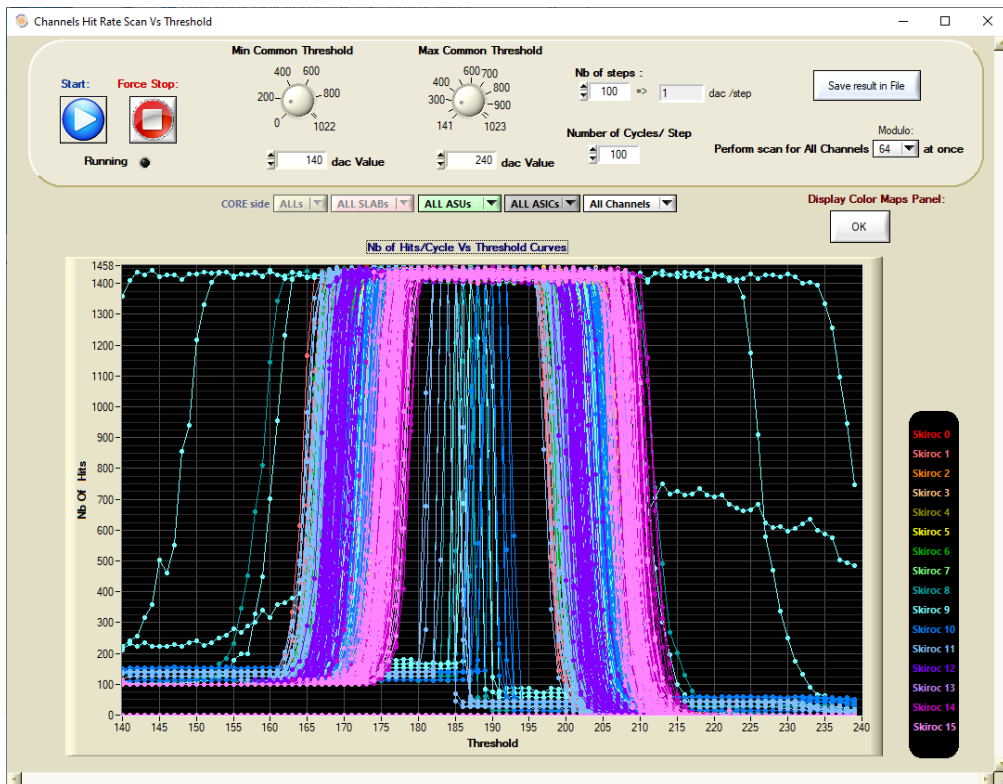 Channels Hit Rate Scan Vs Threshold
Min Common Threshold
Max Common Threshold
Start:
Force Stop:
Running
0
200
400
600
800
1022
140 dac Value
141
300
400
600
700
800
900
1023
240 dac Value
Nb of steps :
100 => 1 dac /step
Number of Cycles/ Step
100
Save result in File
Modulo:
Perform scan for All Channels 64 at once
CORE side ALLs ALL SLABs ALL ASUs ALL ASICs All Channels
Display Color Maps Panel:
OK
Nb of Hits/Cycle Vs Threshold Curves
Nb Of Hits
1458
1400
1300
1200
1100
1000
900
800
700
600
500
400
300
200
100
0
140 145 150 155 160 165 170 175 180 185 190 195 200 205 210 215 220 225 230 235 240
Threshold
Skiroc 0
Skiroc 1
Skiroc 2
Skiroc 3
Skiroc 4
Skiroc 5
Skiroc 6
Skiroc 7
Skiroc 8
Skiroc 9
Skiroc 10
Skiroc 11
Skiroc 12
Skiroc 13
Skiroc 14
Skiroc 15